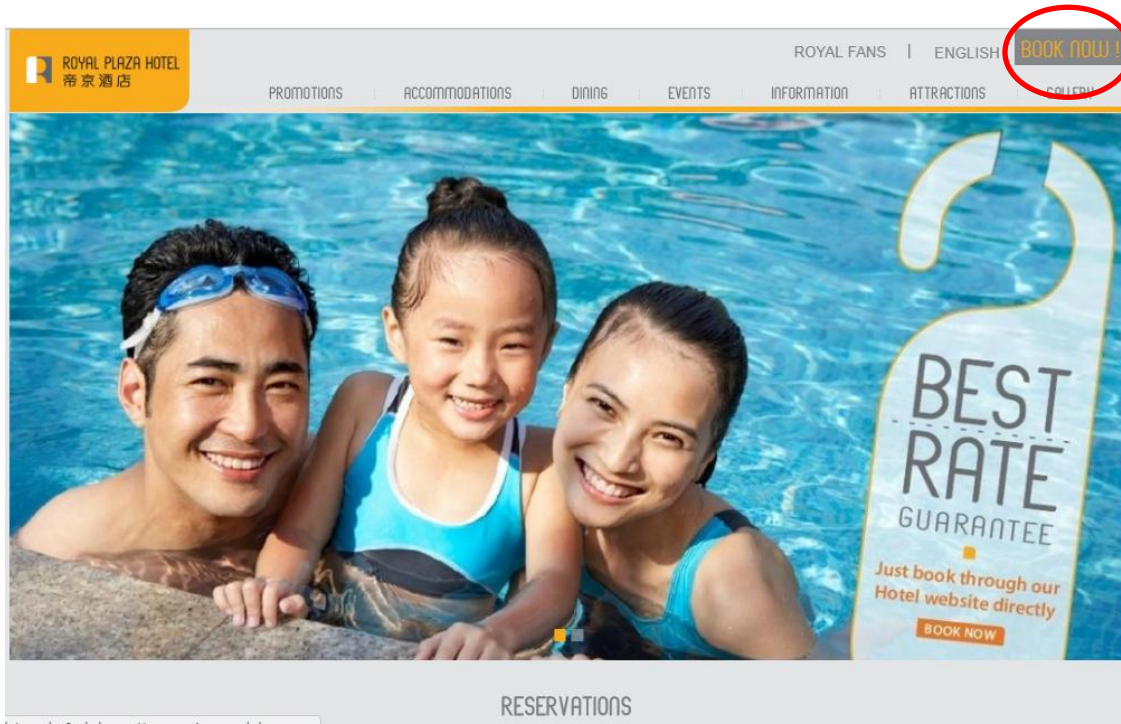 ROYAL PLAZA HOTEL
帝京酒店
ROYAL FANS | ENGLISH BOOK NOW !
PROMOTIONS ACCOMMODATIONS DINING EVENTS INFORMATION ATTRACTIONS GALLERY
BEST
RATE
GUARANTEE
Just book through our
Hotel website directly
BOOK NOW
RESERVATIONS